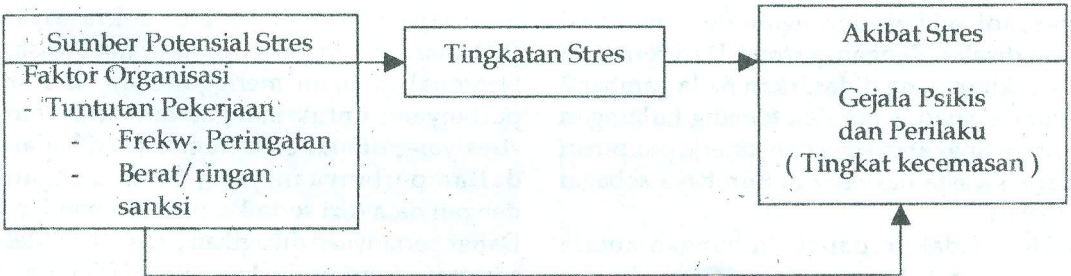 Sumber Potensial Stres
Faktor Organisasi
- Tuntutan Pekerjaan
- Frekw. Peringatan
- Berat/ringan
sanksi
Tingkatan Stres
Akibat Stres
Gejala Psikis
dan Perilaku
( Tingkat kecemasan )